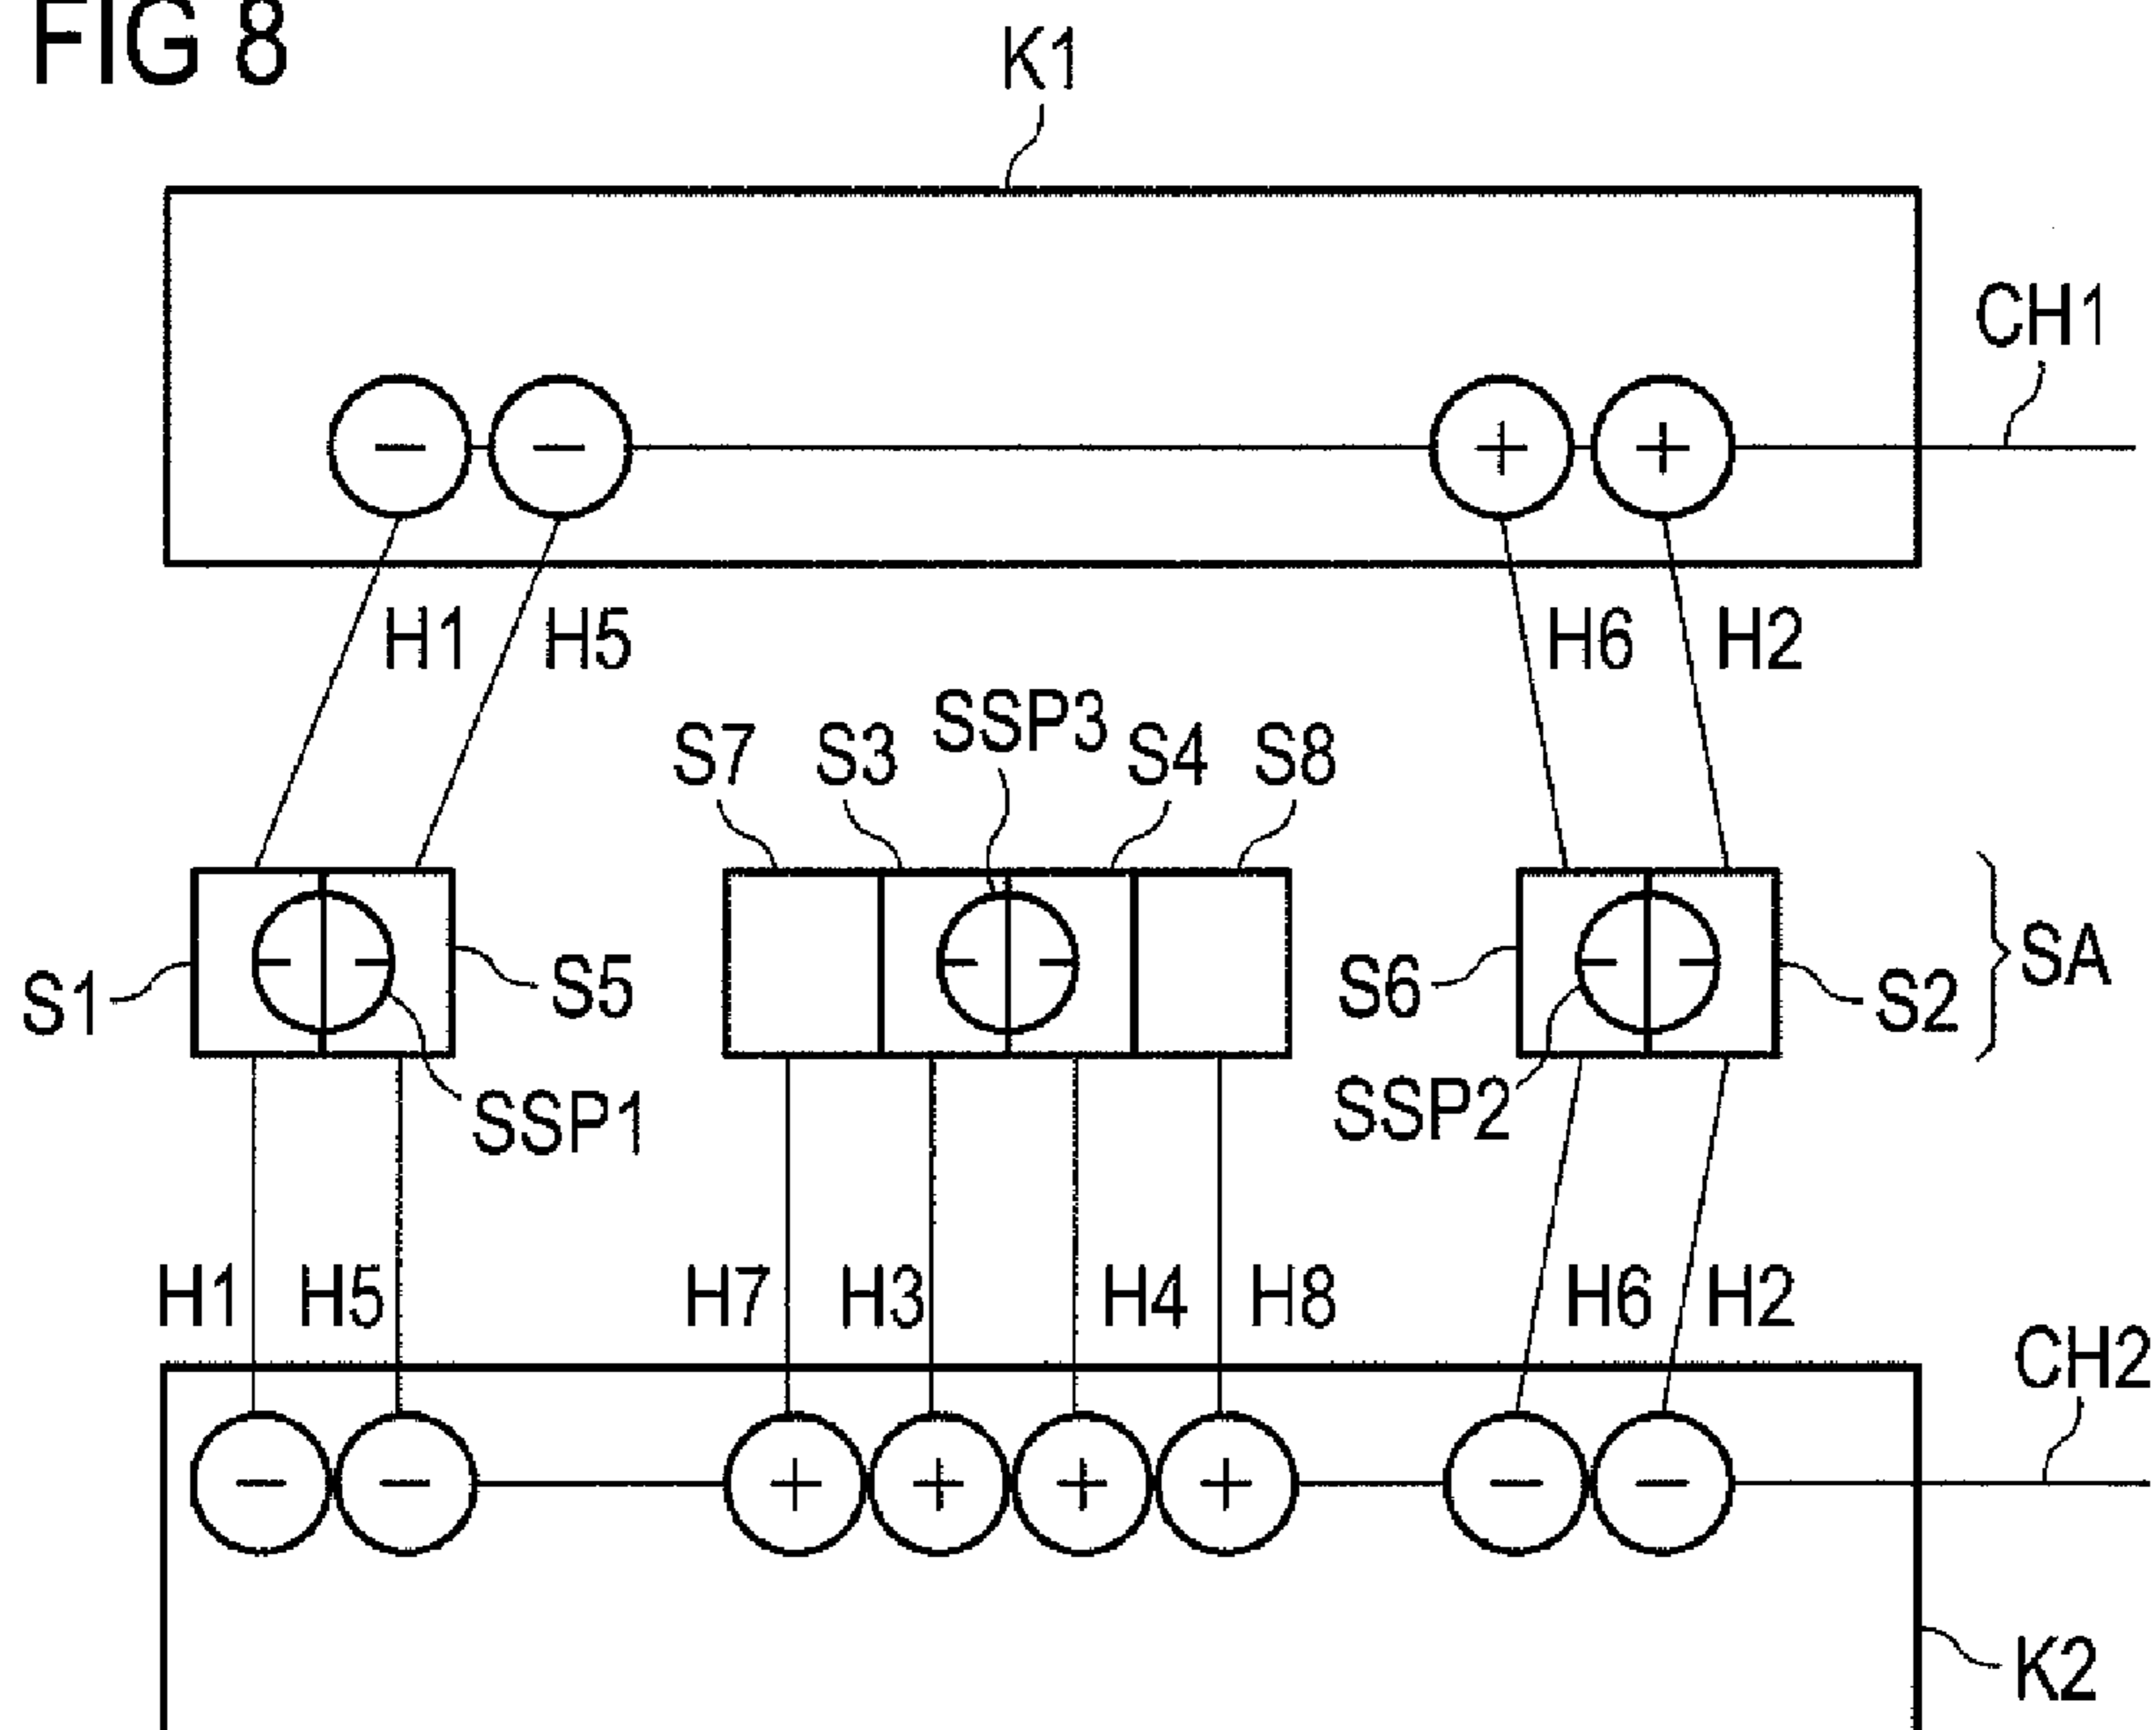 FIG 8
K1
CH1
− − + +
H1 H5 H6 H2
S7 S3 SSP3 S4 S8
S1 S5 S6 S2 SA
SSP1 SSP2
H1 H5 H7 H3 H4 H8 H6 H2
CH2
− − + + + + − −
K2